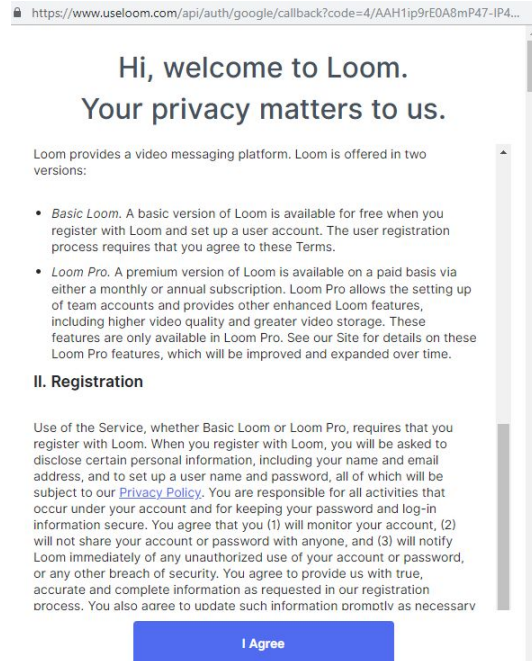 https://www.useloom.com/api/auth/google/callback?code=4/AAH1ip9rE0A8mP47-IP4...
Hi, welcome to Loom.
Your privacy matters to us.
Loom provides a video messaging platform. Loom is offered in two
versions:
• Basic Loom. A basic version of Loom is available for free when you
register with Loom and set up a user account. The user registration
process requires that you agree to these Terms.
• Loom Pro. A premium version of Loom is available on a paid basis via
either a monthly or annual subscription. Loom Pro allows the setting up
of team accounts and provides other enhanced Loom features,
including higher video quality and greater video storage. These
features are only available in Loom Pro. See our Site for details on these
Loom Pro features, which will be improved and expanded over time.
II. Registration
Use of the Service, whether Basic Loom or Loom Pro, requires that you
register with Loom. When you register with Loom, you will be asked to
disclose certain personal information, including your name and email
address, and to set up a user name and password, all of which will be
subject to our Privacy Policy. You are responsible for all activities that
occur under your account and for keeping your password and log-in
information secure. You agree that you (1) will monitor your account, (2)
will not share your account or password with anyone, and (3) will notify
Loom immediately of any unauthorized use of your account or password,
or any other breach of security. You agree to provide us with true,
accurate and complete information as requested in our registration
process. You also agree to update such information promptly as necessary
I Agree